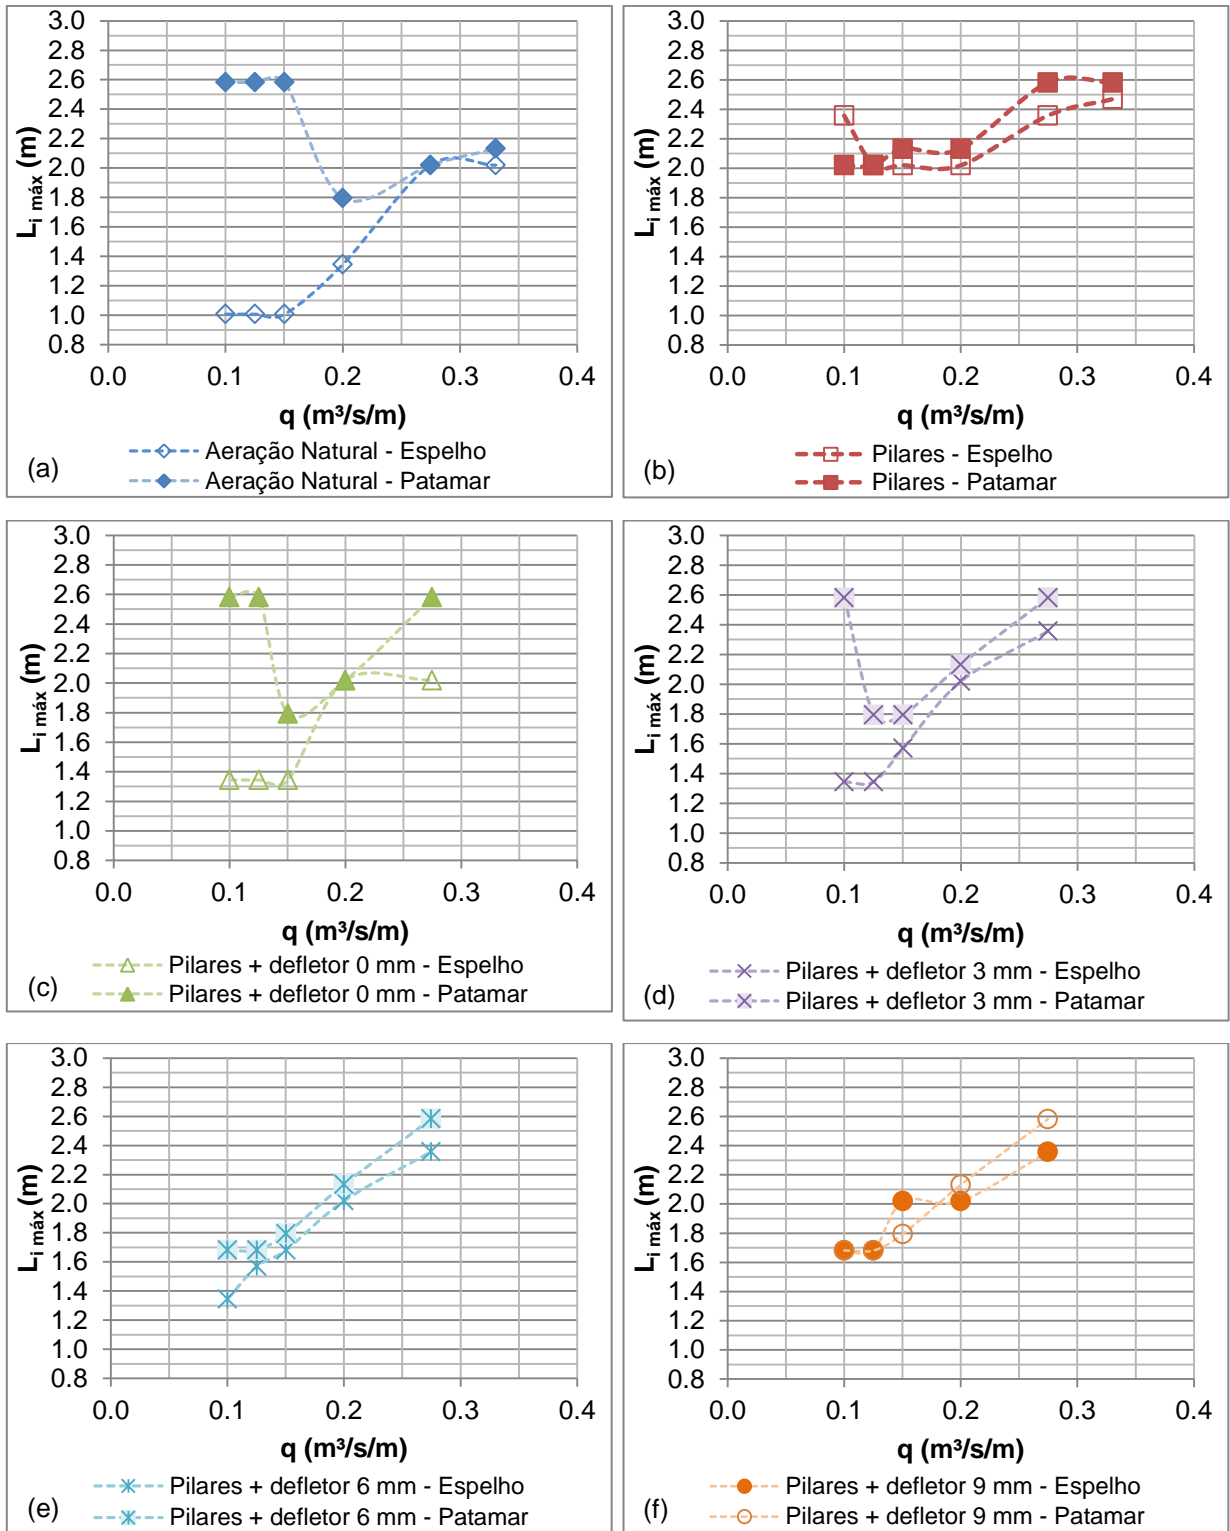 3.0
2.8
2.6
2.4
2.2
2.0
1.8
1.6
1.4
1.2
1.0
0.8
0.0 0.1 0.2 0.3 0.4
Li máx (m)
q (m³/s/m)
Aeração Natural - Espelho
Aeração Natural - Patamar
(a)
3.0
2.8
2.6
2.4
2.2
2.0
1.8
1.6
1.4
1.2
1.0
0.8
0.0 0.1 0.2 0.3 0.4
Li máx (m)
q (m³/s/m)
Pilares - Espelho
Pilares - Patamar
(b)
3.0
2.8
2.6
2.4
2.2
2.0
1.8
1.6
1.4
1.2
1.0
0.8
0.0 0.1 0.2 0.3 0.4
Li máx (m)
q (m³/s/m)
Pilares + defletor 0 mm - Espelho
Pilares + defletor 0 mm - Patamar
(c)
3.0
2.8
2.6
2.4
2.2
2.0
1.8
1.6
1.4
1.2
1.0
0.8
0.0 0.1 0.2 0.3 0.4
Li máx (m)
q (m³/s/m)
Pilares + defletor 3 mm - Espelho
Pilares + defletor 3 mm - Patamar
(d)
3.0
2.8
2.6
2.4
2.2
2.0
1.8
1.6
1.4
1.2
1.0
0.8
0.0 0.1 0.2 0.3 0.4
Li máx (m)
q (m³/s/m)
Pilares + defletor 6 mm - Espelho
Pilares + defletor 6 mm - Patamar
(e)
3.0
2.8
2.6
2.4
2.2
2.0
1.8
1.6
1.4
1.2
1.0
0.8
0.0 0.1 0.2 0.3 0.4
Li máx (m)
q (m³/s/m)
Pilares + defletor 9 mm - Espelho
Pilares + defletor 9 mm - Patamar
(f)